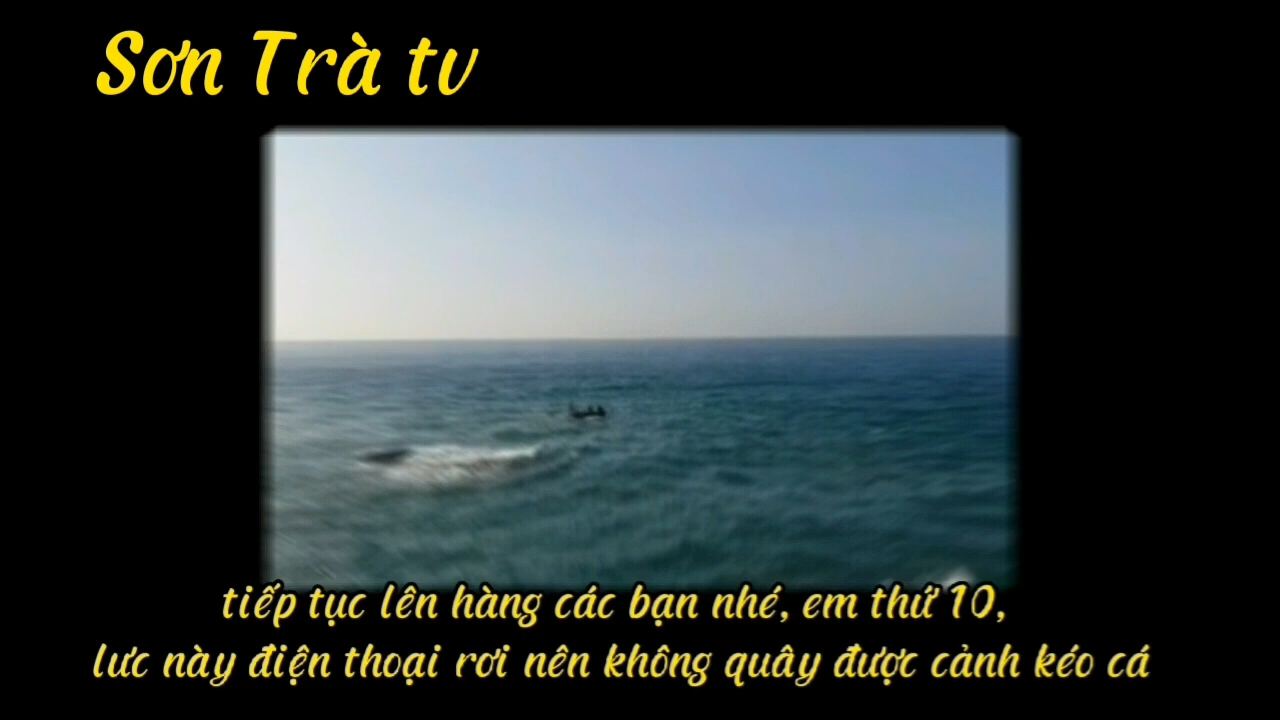 Sơn Trà tv
tiếp tục lên hàng các bạn nhé, em thứ 10,
lưc này điện thoại rơi nên không quây được cảnh kéo cá